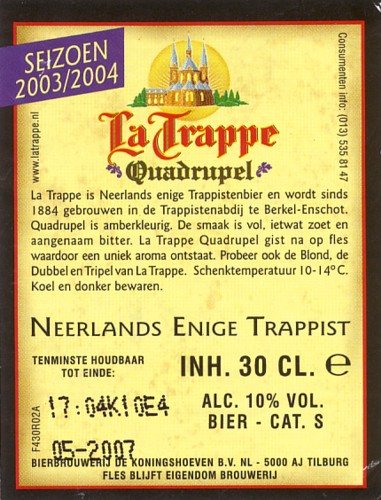 SEIZOEN
2003/2004
www.latrappe.nl
Consumenten info: (013) 535 81 47
La Trappe
Quadrupel
La Trappe is Neerlands enige Trappistenbier en wordt sinds
1884 gebrouwen in de Trappistenabdij te Berkel-Enschot.
Quadrupel is amberkleurig. De smaak is vol, ietwat zoet en
aangenaam bitter. La Trappe Quadrupel gist na op fles
waardoor een uniek aroma ontstaat. Probeer ook de Blond, de
Dubbel en Tripel van La Trappe. Schenktemperatuur 10-14°C.
Koel en donker bewaren.
NEERLANDS ENIGE TRAPPIST
TENMINSTE HOUDBAAR
TOT EINDE:
INH. 30 CL. e
17:04K10E4
ALC. 10% VOL.
BIER - CAT. S
F430R02A
05-2007
BIERBROUWERIJ DE KONINGSHOEVEN B.V. NL - 5000 AJ TILBURG
FLES BLIJFT EIGENDOM BROUWERIJ